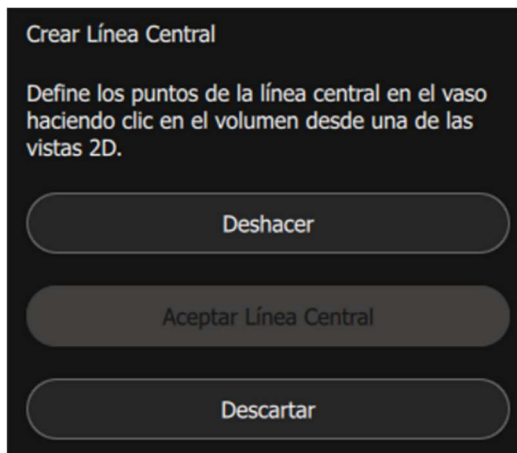 Crear Línea Central
Define los puntos de la línea central en el vaso
haciendo clic en el volumen desde una de las
vistas 2D.
Deshacer
Aceptar Línea Central
Descartar